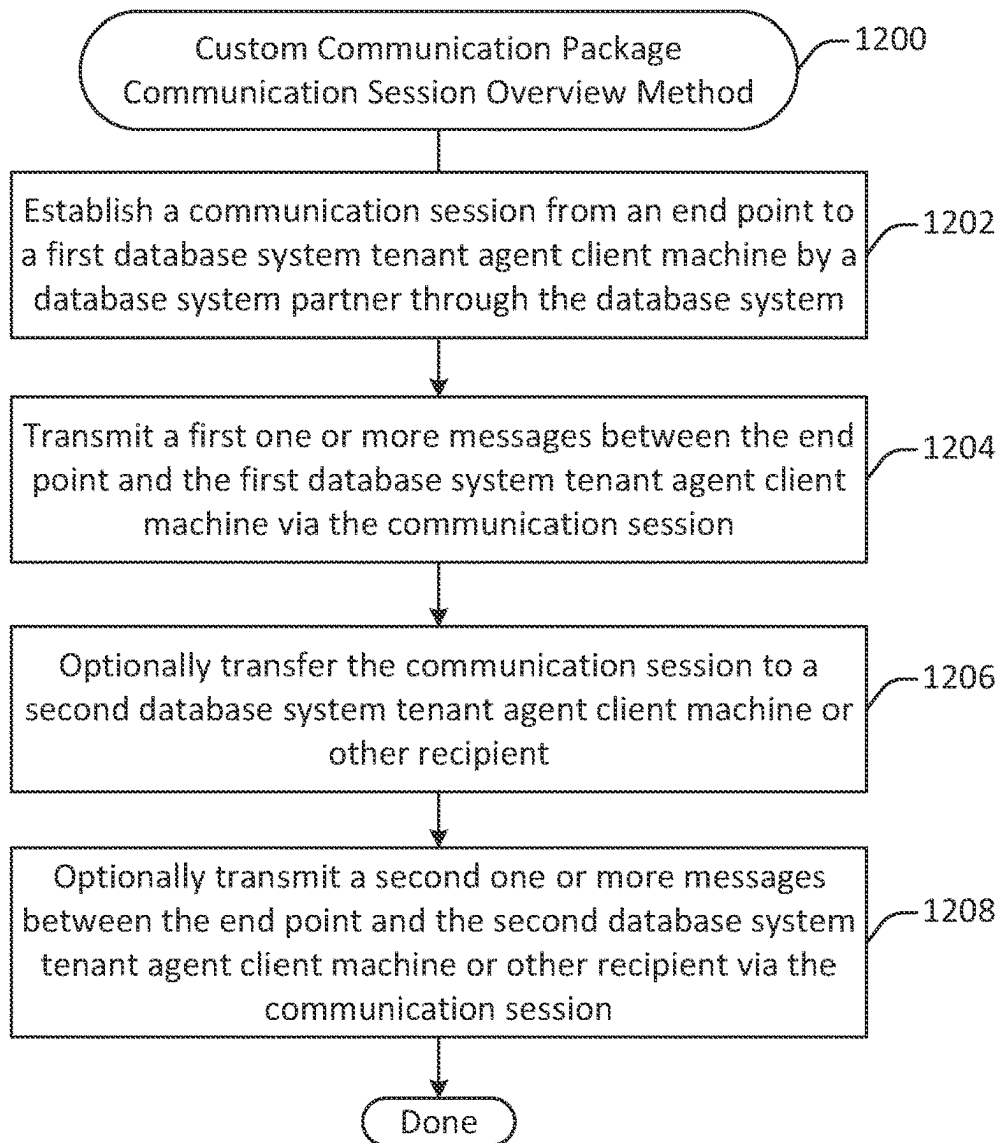 Custom Communication Package
Communication Session Overview Method
1200
Establish a communication session from an end point to
a first database system tenant agent client machine by a
database system partner through the database system
1202
Transmit a first one or more messages between the end
point and the first database system tenant agent client
machine via the communication session
1204
Optionally transfer the communication session to a
second database system tenant agent client machine or
other recipient
1206
Optionally transmit a second one or more messages
between the end point and the second database system
tenant agent client machine or other recipient via the
communication session
1208
Done